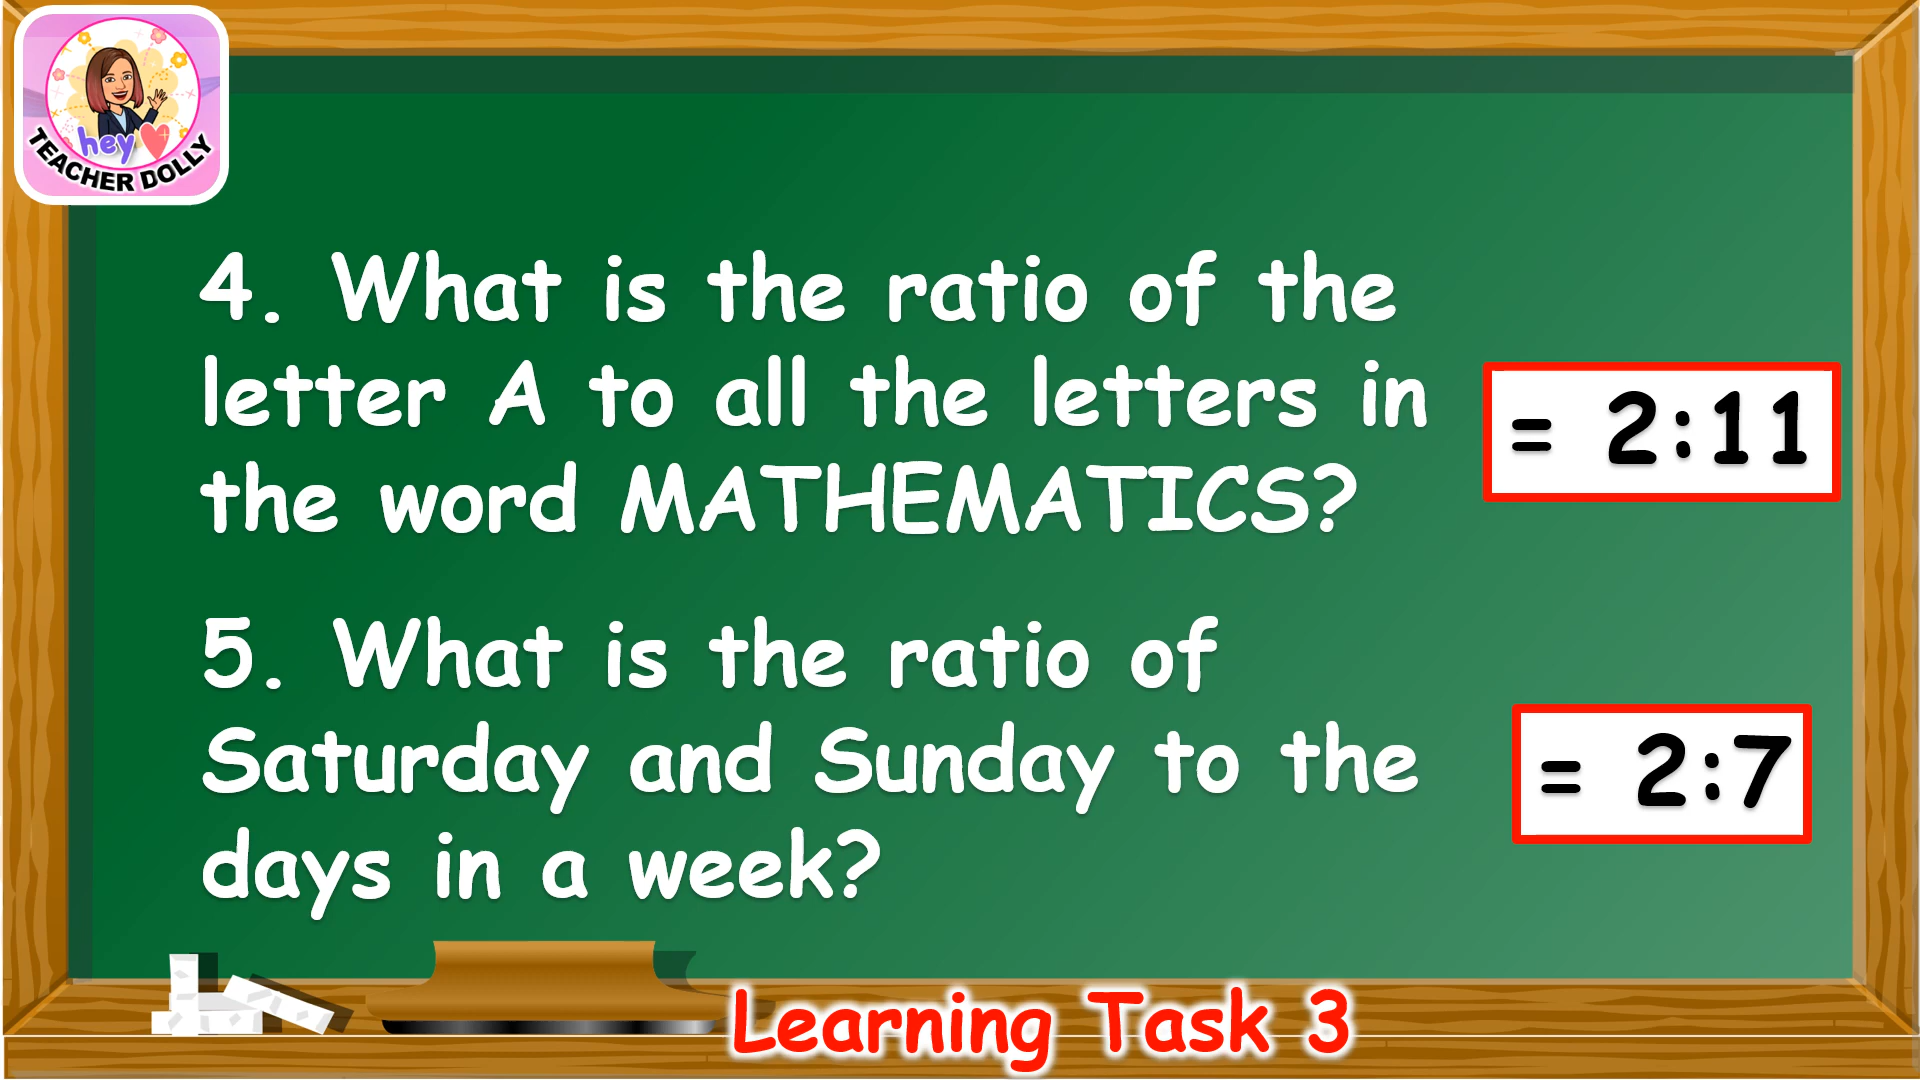 hey
TEACHER DOLLY
4. What is the ratio of the
letter A to all the letters in
the word MATHEMATICS?
= 2:11
5. What is the ratio of
Saturday and Sunday to the
days in a week?
= 2:7
Learning Task 3